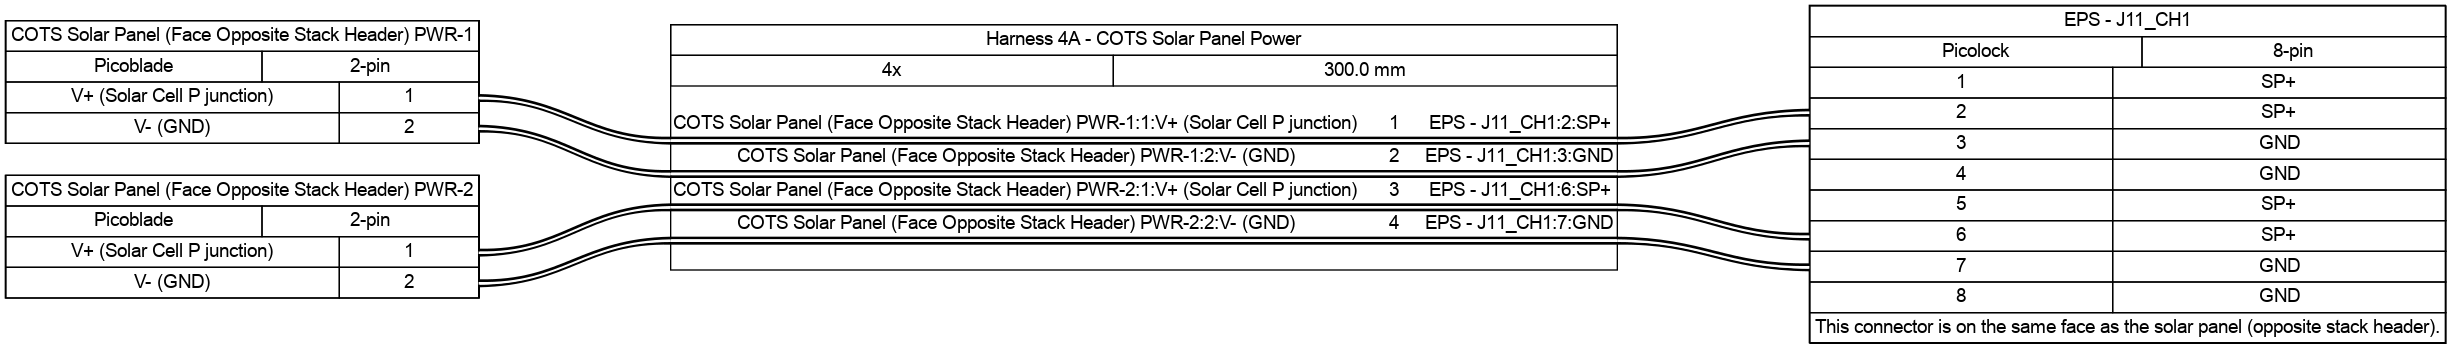 COTS Solar Panel (Face Opposite Stack Header) PWR-1
Picoblade 2-pin
V+ (Solar Cell P junction) 1
V- (GND) 2
COTS Solar Panel (Face Opposite Stack Header) PWR-2
Picoblade 2-pin
V+ (Solar Cell P junction) 1
V- (GND) 2
Harness 4A - COTS Solar Panel Power
4x 300.0 mm
COTS Solar Panel (Face Opposite Stack Header) PWR-1:1:V+ (Solar Cell P junction) 1 EPS - J11_CH1:2:SP+
COTS Solar Panel (Face Opposite Stack Header) PWR-1:2:V- (GND) 2 EPS - J11_CH1:3:GND
COTS Solar Panel (Face Opposite Stack Header) PWR-2:1:V+ (Solar Cell P junction) 3 EPS - J11_CH1:6:SP+
COTS Solar Panel (Face Opposite Stack Header) PWR-2:2:V- (GND) 4 EPS - J11_CH1:7:GND
EPS - J11_CH1
Picolock 8-pin
1 SP+
2 SP+
3 GND
4 GND
5 SP+
6 SP+
7 GND
8 GND
This connector is on the same face as the solar panel (opposite stack header).